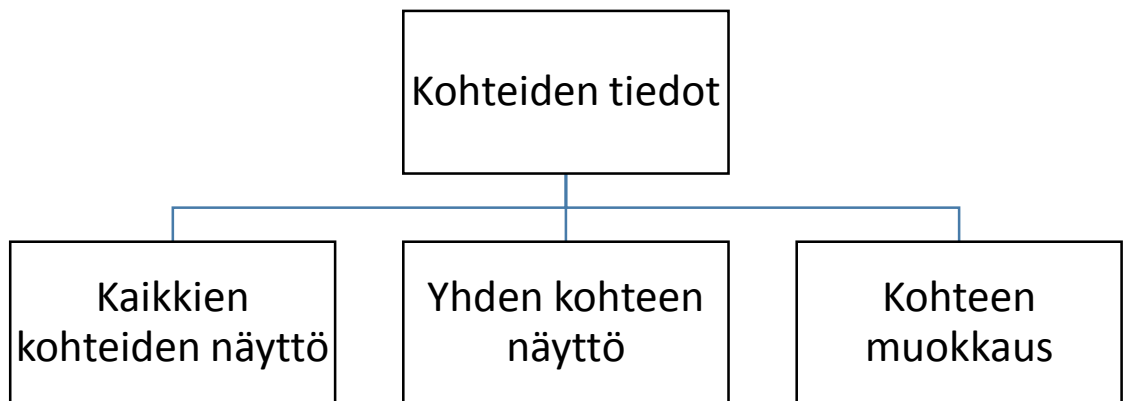 Kohteiden tiedot
Kaikkien
kohteiden näyttö
Yhden kohteen
näyttö
Kohteen
muokkaus